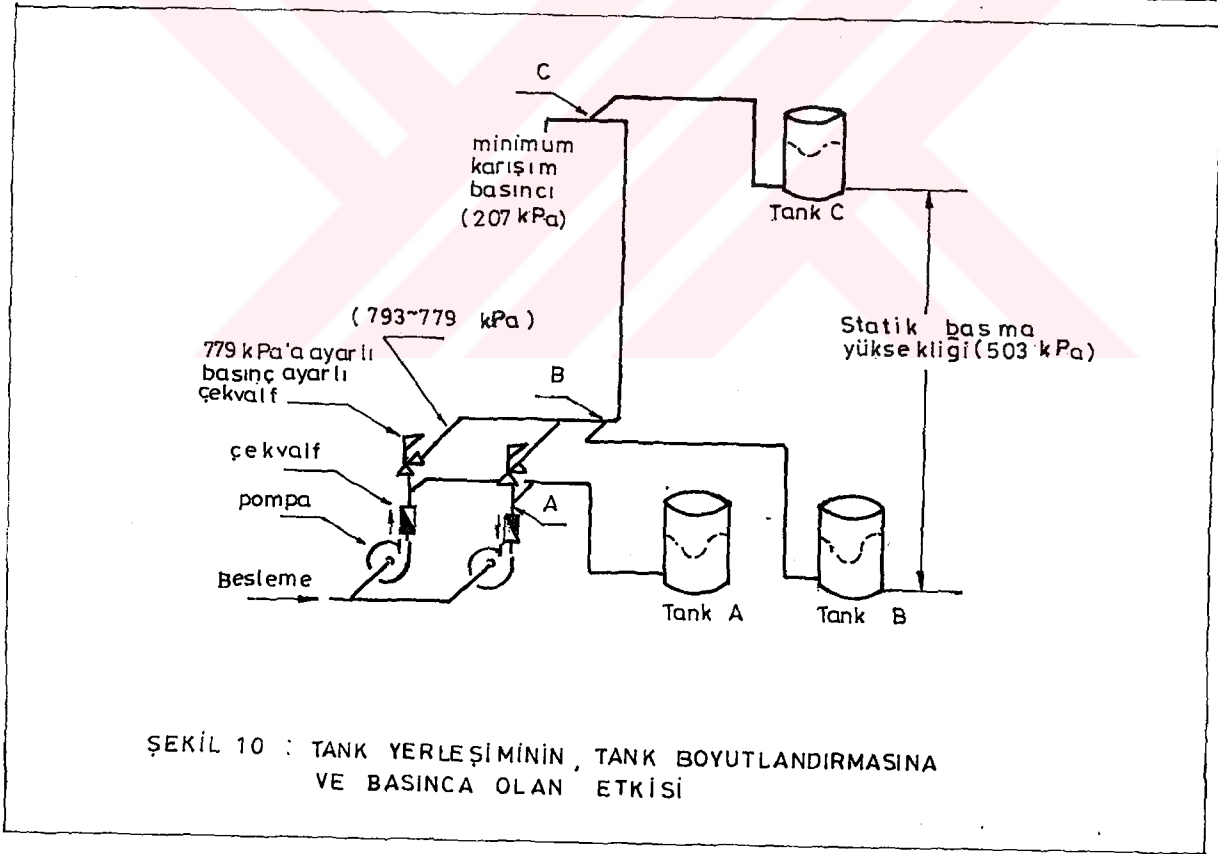 C
minimum
karışım
basıncı
(207 kPa)
Tank C
(793~779 kPa)
779 kPa'a ayarlı
basınç ayarlı
çekvalf
Statik basma
yüksekliği (503 kPa)
B
çekvalf
pompa
A
Besleme
Tank A
Tank B
ŞEKİL 10 : TANK YERLEŞİMİNİN, TANK BOYUTLANDIRMASINA
VE BASINCA OLAN ETKİSİ